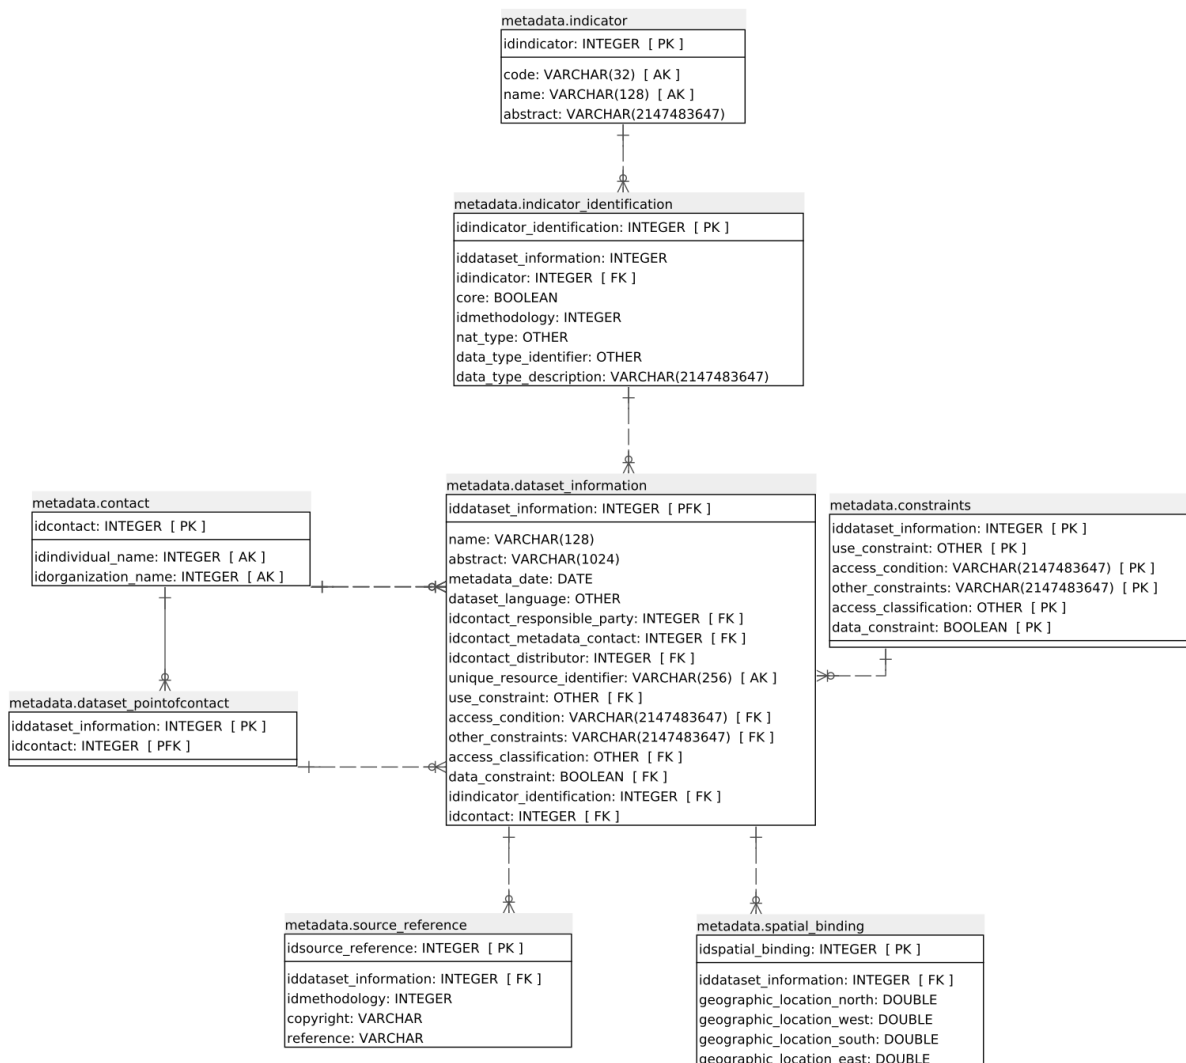 metadata.indicator
idindicator: INTEGER [ PK ]
code: VARCHAR(32) [ AK ]
name: VARCHAR(128) [ AK ]
abstract: VARCHAR(2147483647)
metadata.indicator_identification
idindicator_identification: INTEGER [ PK ]
iddataset_information: INTEGER
idindicator: INTEGER [ FK ]
core: BOOLEAN
idmethodology: INTEGER
nat_type: OTHER
data_type_identifier: OTHER
data_type_description: VARCHAR(2147483647)
metadata.contact
idcontact: INTEGER [ PK ]
idindividual_name: INTEGER [ AK ]
idorganization_name: INTEGER [ AK ]
metadata.dataset_pointofcontact
iddataset_information: INTEGER [ PK ]
idcontact: INTEGER [ PFK ]
metadata.dataset_information
iddataset_information: INTEGER [ PFK ]
name: VARCHAR(128)
abstract: VARCHAR(1024)
metadata_date: DATE
dataset_language: OTHER
idcontact_responsible_party: INTEGER [ FK ]
idcontact_metadata_contact: INTEGER [ FK ]
idcontact_distributor: INTEGER [ FK ]
unique_resource_identifier: VARCHAR(256) [ AK ]
use_constraint: OTHER [ FK ]
access_condition: VARCHAR(2147483647) [ FK ]
other_constraints: VARCHAR(2147483647) [ FK ]
access_classification: OTHER [ FK ]
data_constraint: BOOLEAN [ FK ]
idindicator_identification: INTEGER [ FK ]
idcontact: INTEGER [ FK ]
metadata.constraints
iddataset_information: INTEGER [ PK ]
use_constraint: OTHER [ PK ]
access_condition: VARCHAR(2147483647) [ PK ]
other_constraints: VARCHAR(2147483647) [ PK ]
access_classification: OTHER [ PK ]
data_constraint: BOOLEAN [ PK ]
metadata.source_reference
idsource_reference: INTEGER [ PK ]
iddataset_information: INTEGER [ FK ]
idmethodology: INTEGER
copyright: VARCHAR
reference: VARCHAR
metadata.spatial_binding
idspatial_binding: INTEGER [ PK ]
iddataset_information: INTEGER [ FK ]
geographic_location_north: DOUBLE
geographic_location_west: DOUBLE
geographic_location_south: DOUBLE
geographic_location_east: DOUBLE